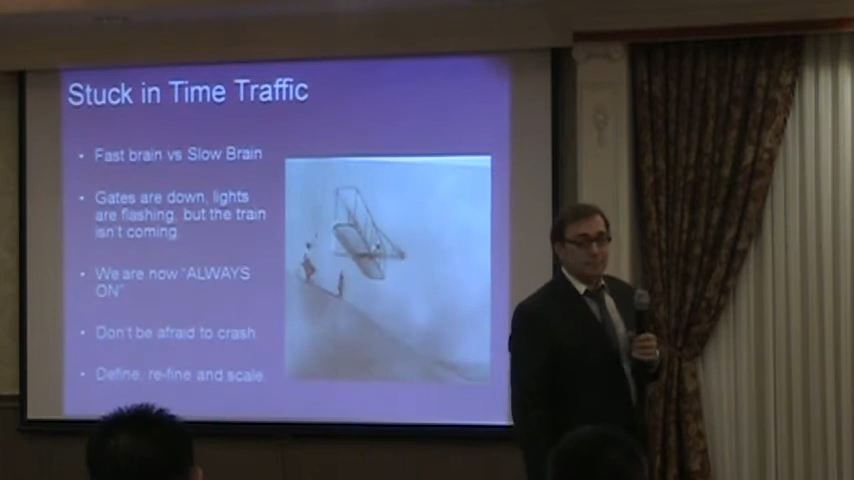 Stuck in Time Traffic
• Fast brain vs Slow Brain
• Gates are down, lights
are flashing, but the train
isn't coming.
• We are now "ALWAYS
ON"
• Don't be afraid to crash.
• Define, re-fine and scale.